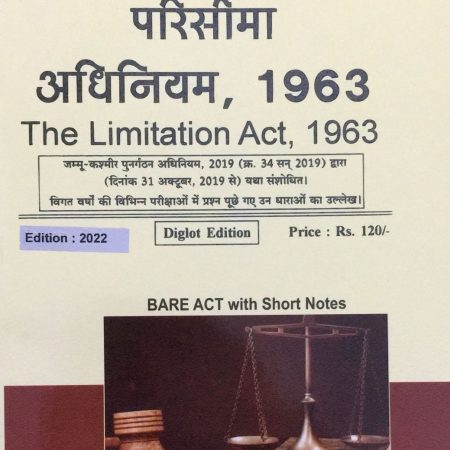 परिसीमा
अधिनियम, 1963
The Limitation Act, 1963
जम्मू-कश्मीर पुनर्गठन अधिनियम, 2019 (क्र. 34 सन् 2019) द्वारा
(दिनांक 31 अक्टूबर, 2019 से) यथा संशोधित।
विगत वर्षो की विभिन्न परीक्षाओं में प्रश्न पूछे गए उन धाराओं का उल्लेख।
Edition : 2022
Diglot Edition
Price : Rs. 120/-
BARE ACT with Short Notes